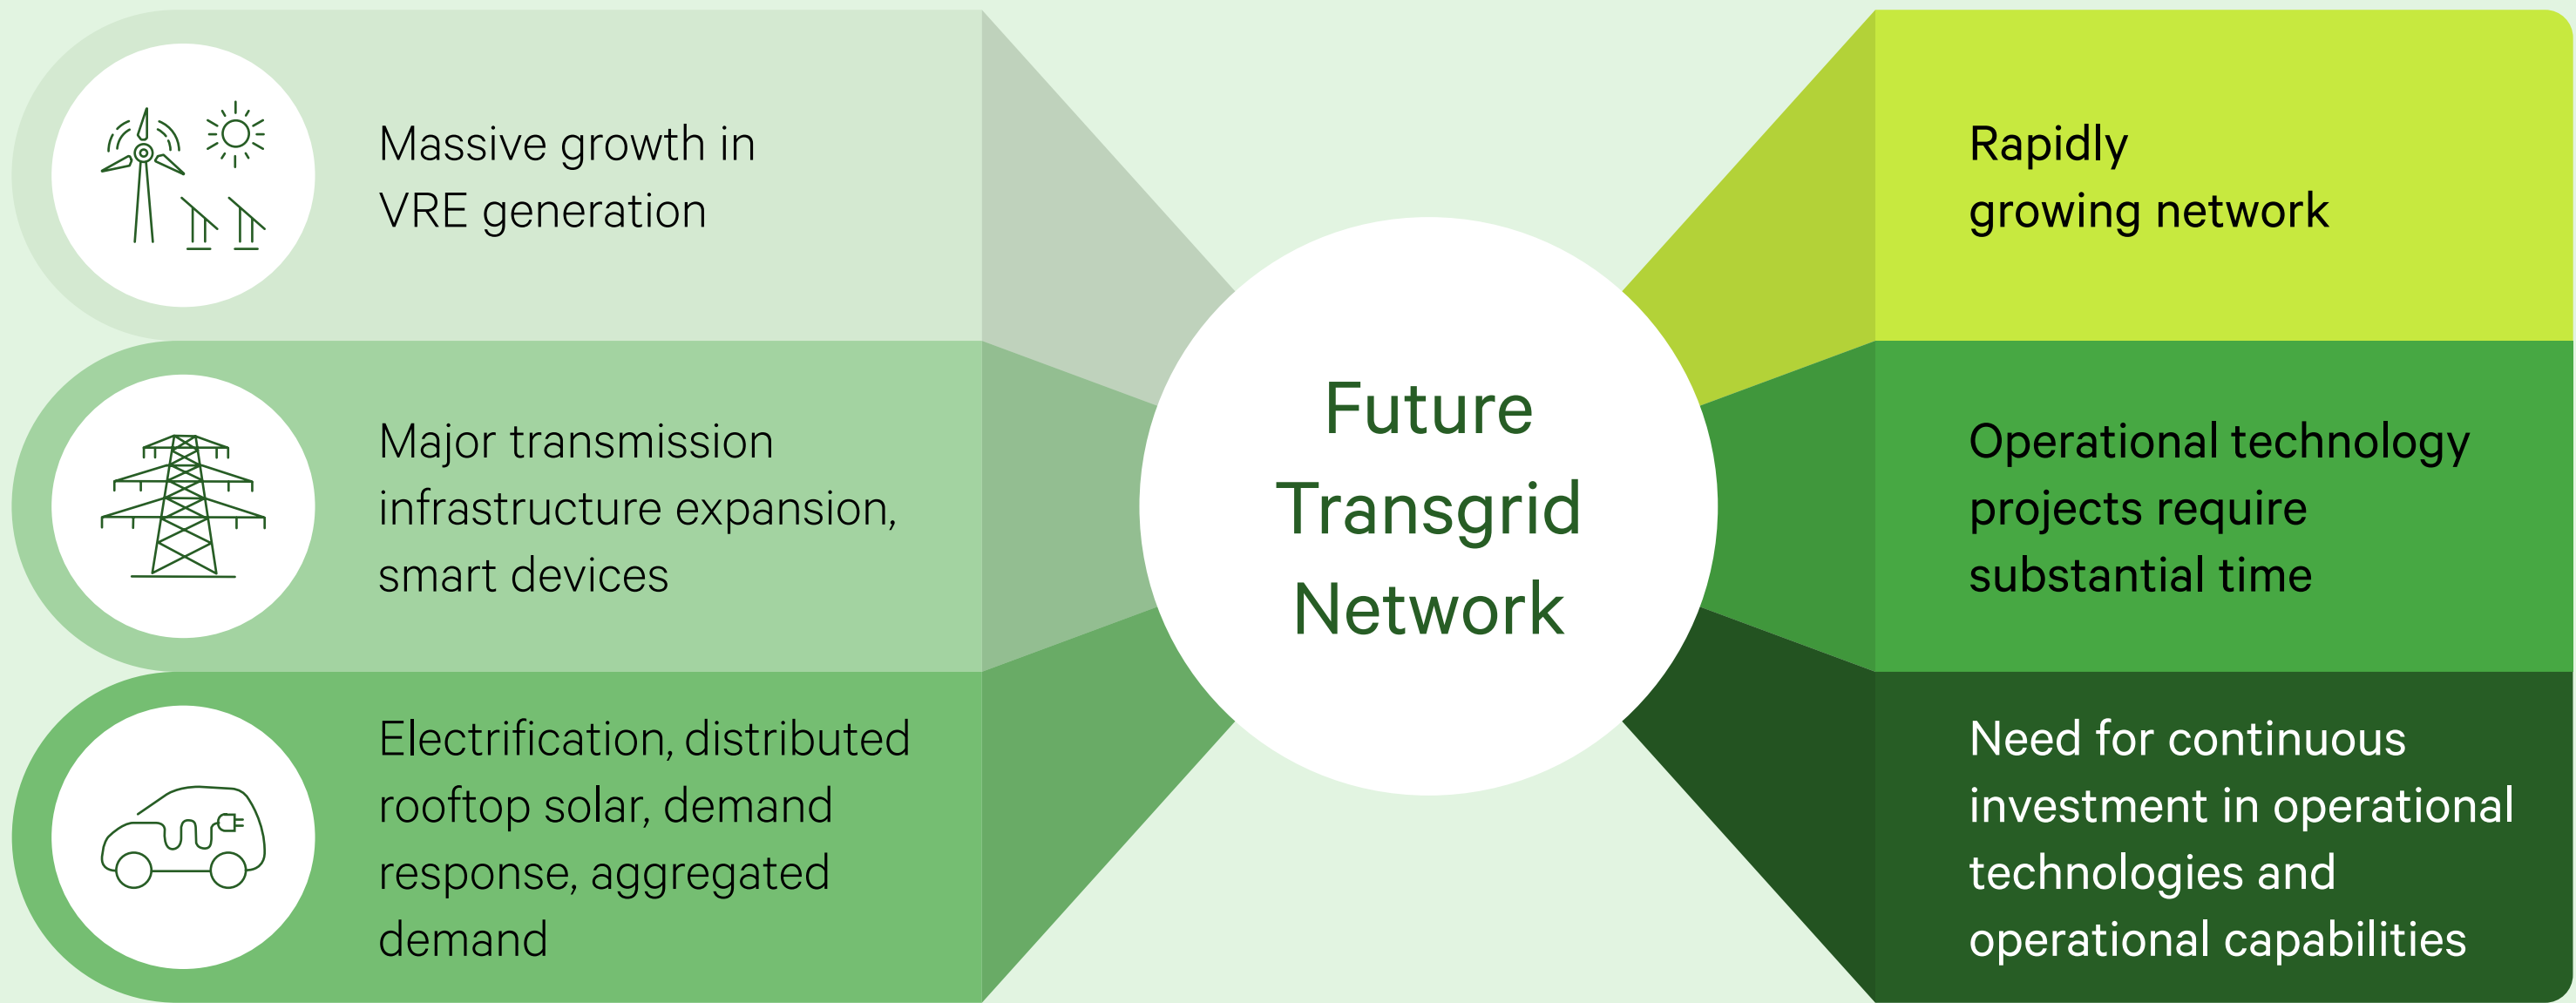 Massive growth in
VRE generation
Major transmission
infrastructure expansion,
smart devices
Electrification, distributed
rooftop solar, demand
response, aggregated
demand
Future
Transgrid
Network
Rapidly
growing network
Operational technology
projects require
substantial time
Need for continuous
investment in operational
technologies and
operational capabilities